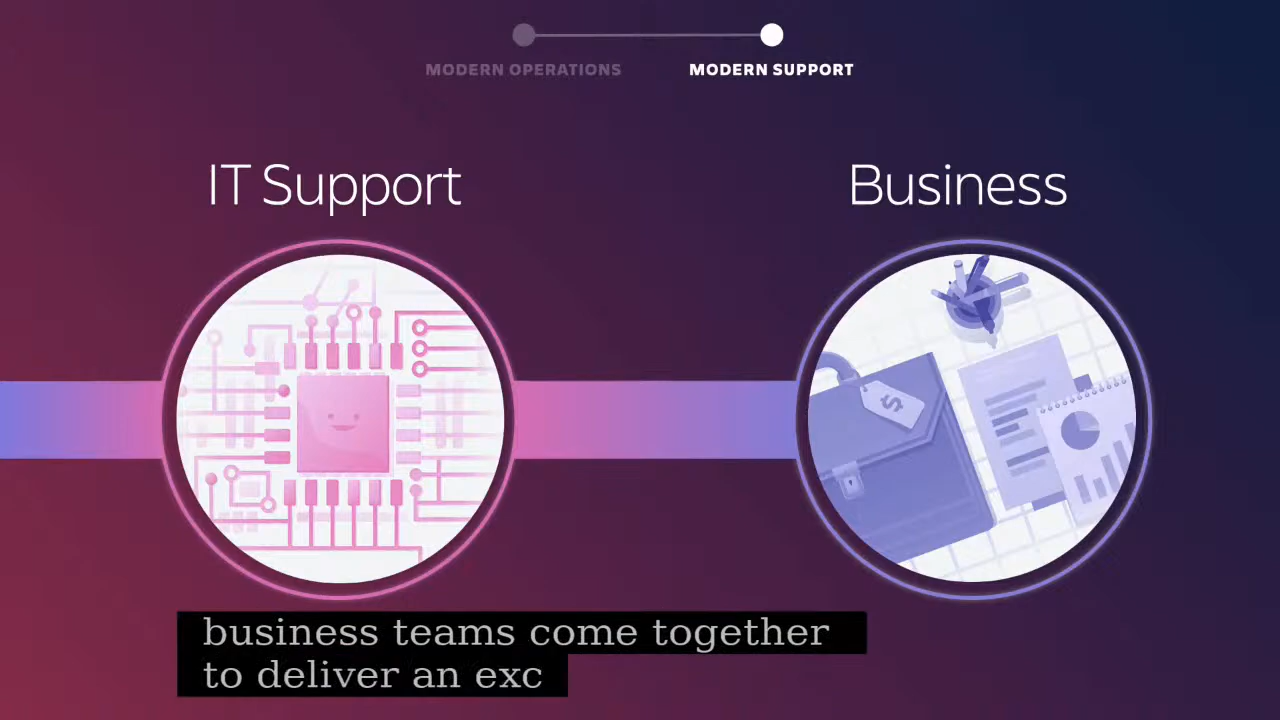 MODERN OPERATIONS
MODERN SUPPORT
IT Support
Business
$
business teams come together
to deliver an exc